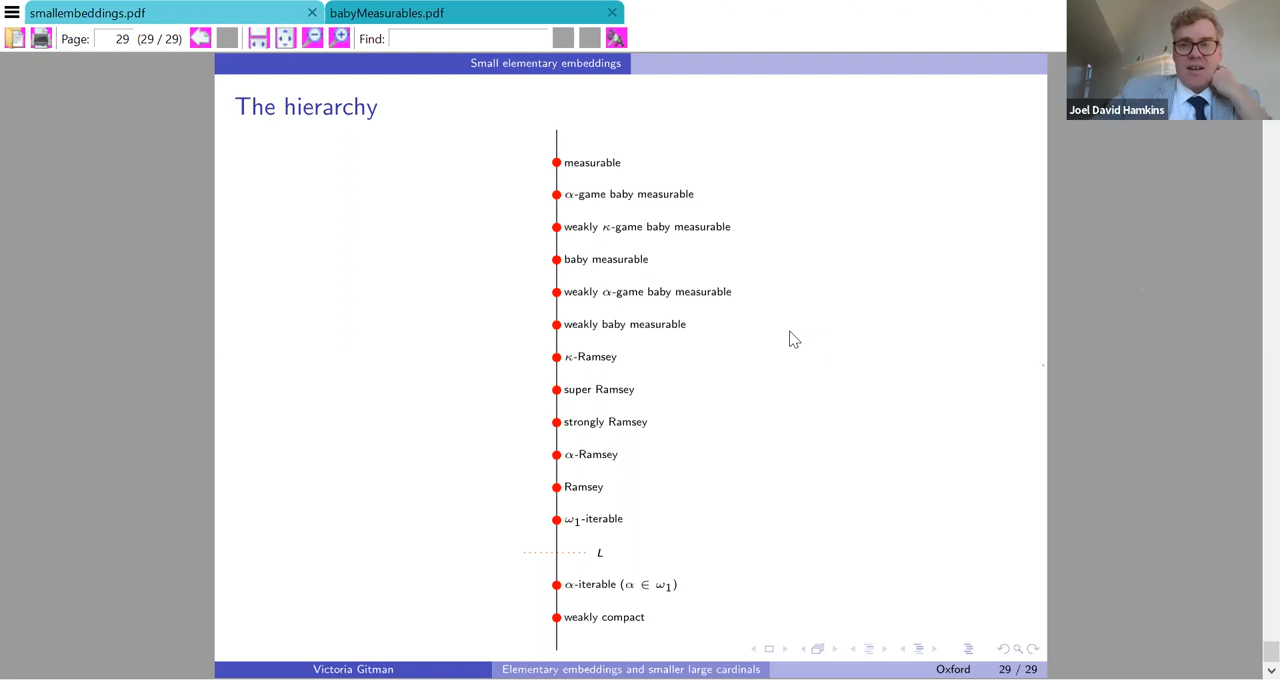 smallembeddings.pdf
babyMeasurables.pdf
Page: 29 (29 / 29)
Find:
Joel David Hamkins
Small elementary embeddings
The hierarchy
measurable
α-game baby measurable
weakly κ-game baby measurable
baby measurable
weakly α-game baby measurable
weakly baby measurable
κ-Ramsey
super Ramsey
strongly Ramsey
α-Ramsey
Ramsey
ω₁-iterable
L
α-iterable (α ∈ ω₁)
weakly compact
Victoria Gitman
Elementary embeddings and smaller large cardinals
Oxford
29 / 29